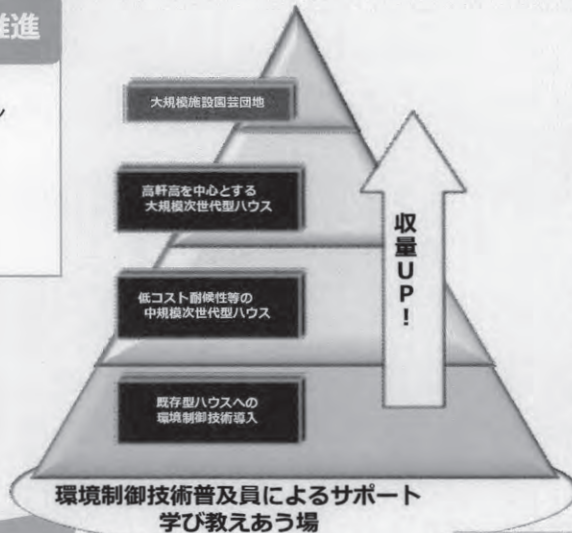 推進
大規模施設園芸団地
高軒高を中心とする
大規模次世代型ハウス
低コスト耐候性等の
中規模次世代型ハウス
既存型ハウスへの
環境制御技術導入
収量UP!
環境制御技術普及員によるサポート
学び教えあう場